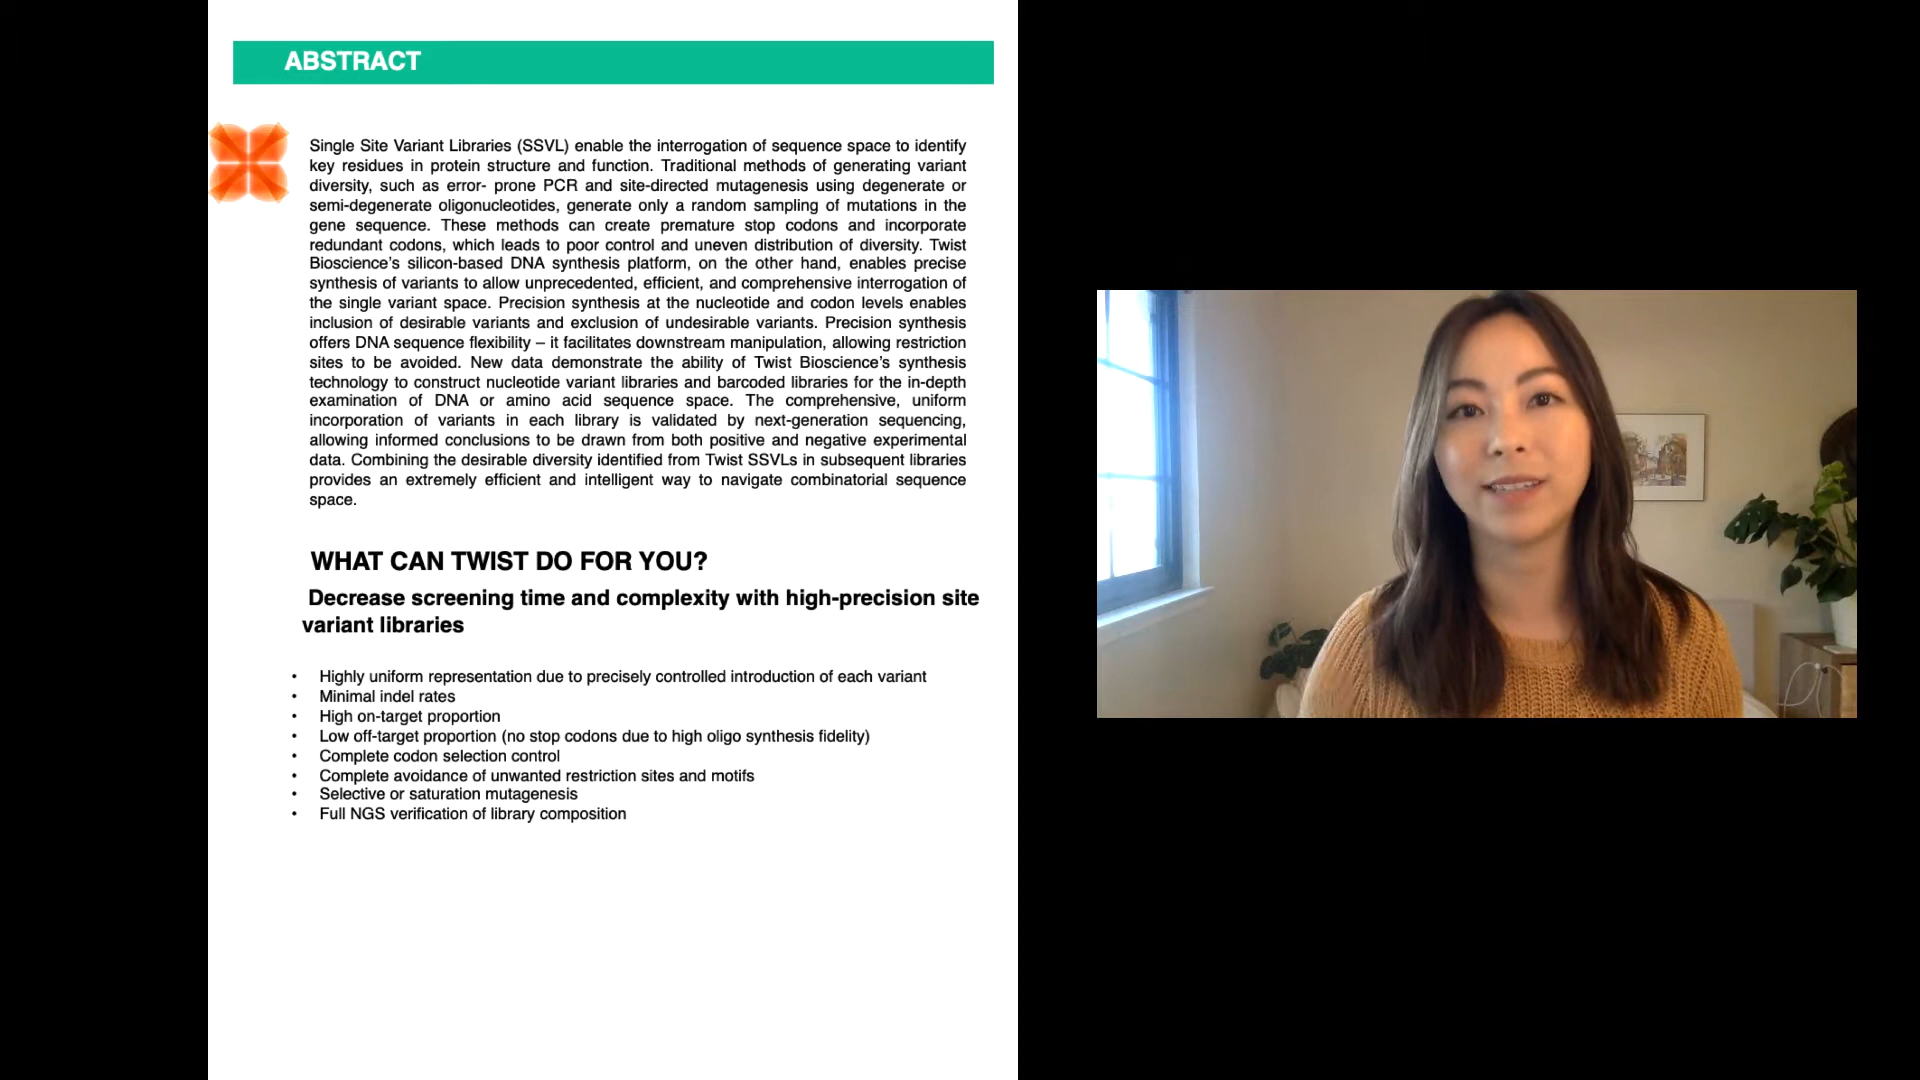 ABSTRACT
Single Site Variant Libraries (SSVL) enable the interrogation of sequence space to identify
key residues in protein structure and function. Traditional methods of generating variant
diversity, such as error- prone PCR and site-directed mutagenesis using degenerate or
semi-degenerate oligonucleotides, generate only a random sampling of mutations in the
gene sequence. These methods can create premature stop codons and incorporate
redundant codons, which leads to poor control and uneven distribution of diversity. Twist
Bioscience’s silicon-based DNA synthesis platform, on the other hand, enables precise
synthesis of variants to allow unprecedented, efficient, and comprehensive interrogation of
the single variant space. Precision synthesis at the nucleotide and codon levels enables
inclusion of desirable variants and exclusion of undesirable variants. Precision synthesis
offers DNA sequence flexibility – it facilitates downstream manipulation, allowing restriction
sites to be avoided. New data demonstrate the ability of Twist Bioscience’s synthesis
technology to construct nucleotide variant libraries and barcoded libraries for the in-depth
examination of DNA or amino acid sequence space. The comprehensive, uniform
incorporation of variants in each library is validated by next-generation sequencing,
allowing informed conclusions to be drawn from both positive and negative experimental
data. Combining the desirable diversity identified from Twist SSVLs in subsequent libraries
provides an extremely efficient and intelligent way to navigate combinatorial sequence
space.
WHAT CAN TWIST DO FOR YOU?
Decrease screening time and complexity with high-precision site
variant libraries
• Highly uniform representation due to precisely controlled introduction of each variant
• Minimal indel rates
• High on-target proportion
• Low off-target proportion (no stop codons due to high oligo synthesis fidelity)
• Complete codon selection control
• Complete avoidance of unwanted restriction sites and motifs
• Selective or saturation mutagenesis
• Full NGS verification of library composition